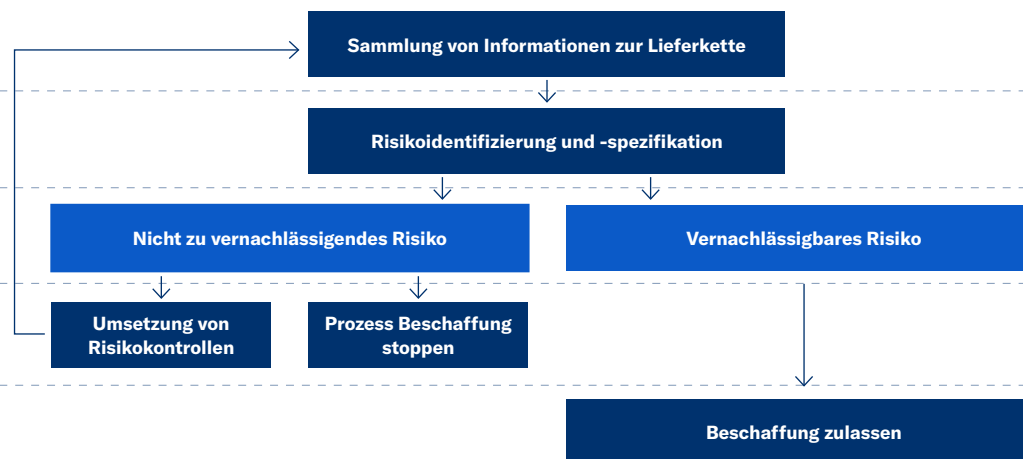 Sammlung von Informationen zur Lieferkette
Risikoidentifizierung und -spezifikation
Nicht zu vernachlässigendes Risiko
Vernachlässigbares Risiko
Umsetzung von
Risikokontrollen
Prozess Beschaffung
stoppen
Beschaffung zulassen